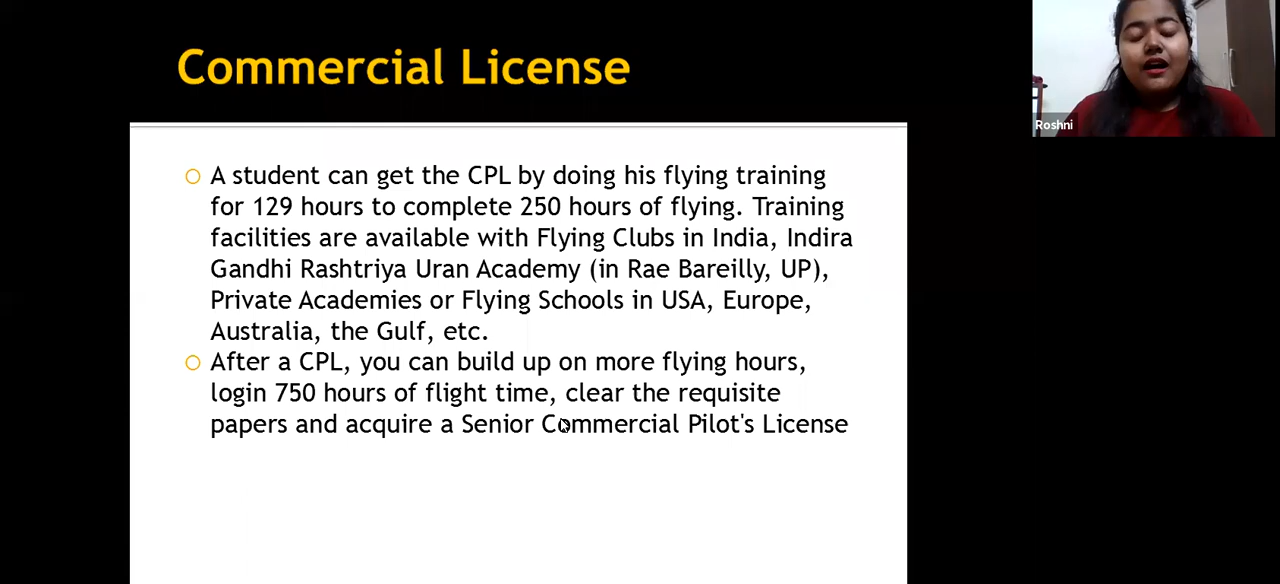 Commercial License
Roshni
A student can get the CPL by doing his flying training
for 129 hours to complete 250 hours of flying. Training
facilities are available with Flying Clubs in India, Indira
Gandhi Rashtriya Uran Academy (in Rae Bareilly, UP),
Private Academies or Flying Schools in USA, Europe,
Australia, the Gulf, etc.
After a CPL, you can build up on more flying hours,
login 750 hours of flight time, clear the requisite
papers and acquire a Senior Commercial Pilot's License